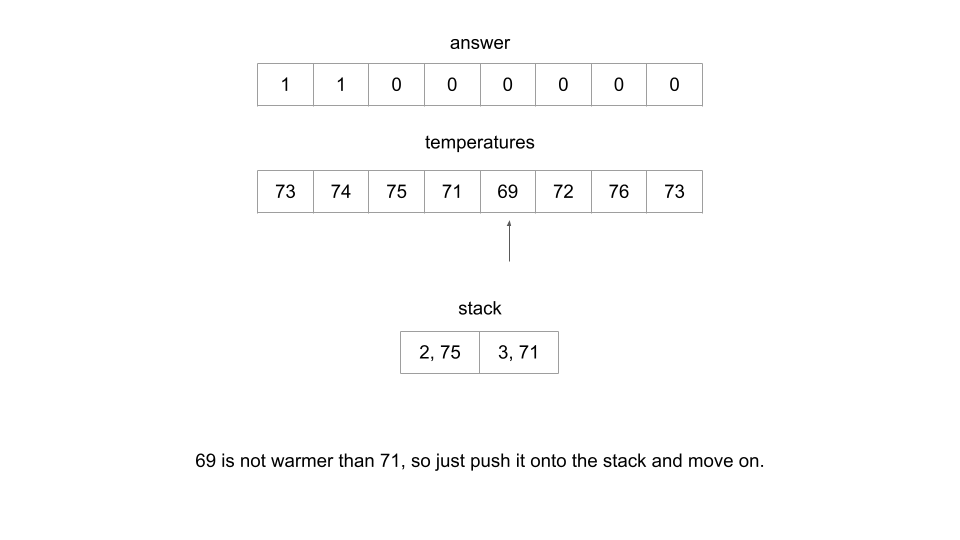 answer
1 1 0 0 0 0 0 0
temperatures
73 74 75 71 69 72 76 73
stack
2, 75 3, 71
69 is not warmer than 71, so just push it onto the stack and move on.